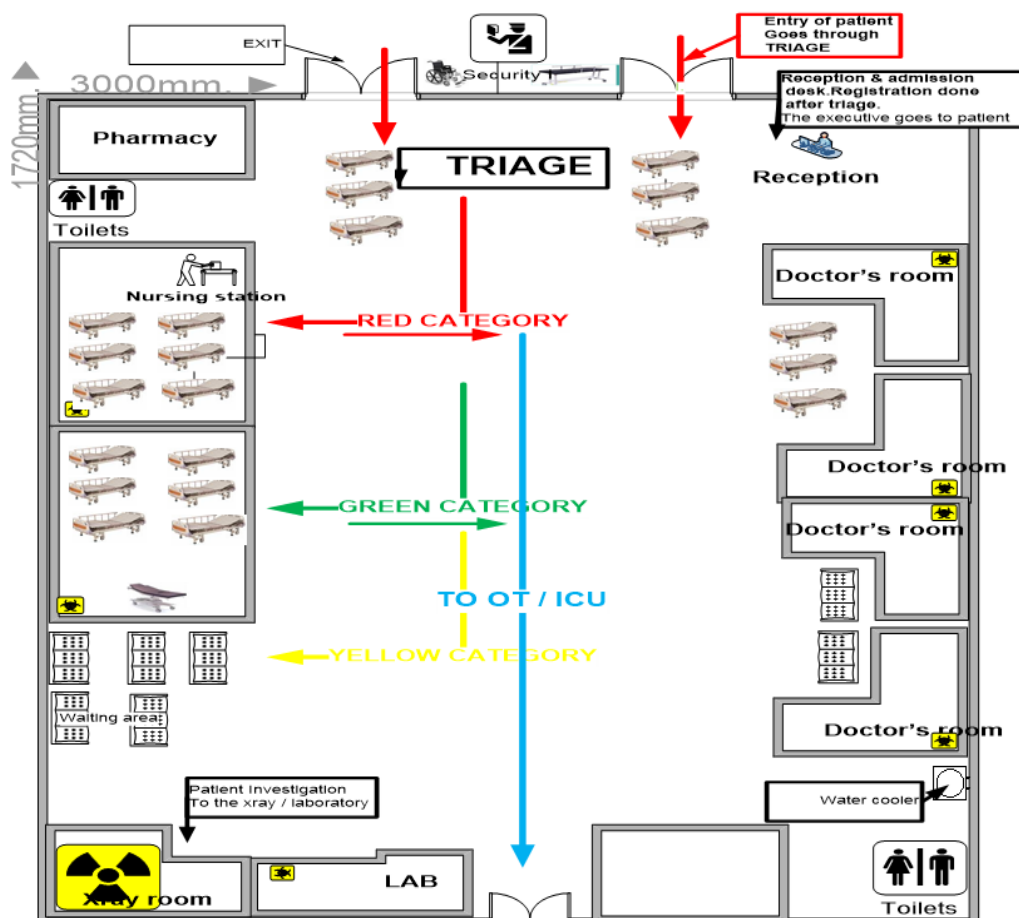 EXIT
Security
Entry of patient
Goes through
TRIAGE
3000mm.
1720mm.
Reception & admission
desk.Registration done
after triage.
The executive goes to patient
Pharmacy
TRIAGE
Reception
Toilets
Nursing station
Doctor's room
RED CATEGORY
Doctor's room
GREEN CATEGORY
Doctor's room
TO OT / ICU
YELLOW CATEGORY
Waiting area
Doctor's room
Patient Investigation
To the xray / laboratory
Water cooler
Xray room
LAB
Toilets